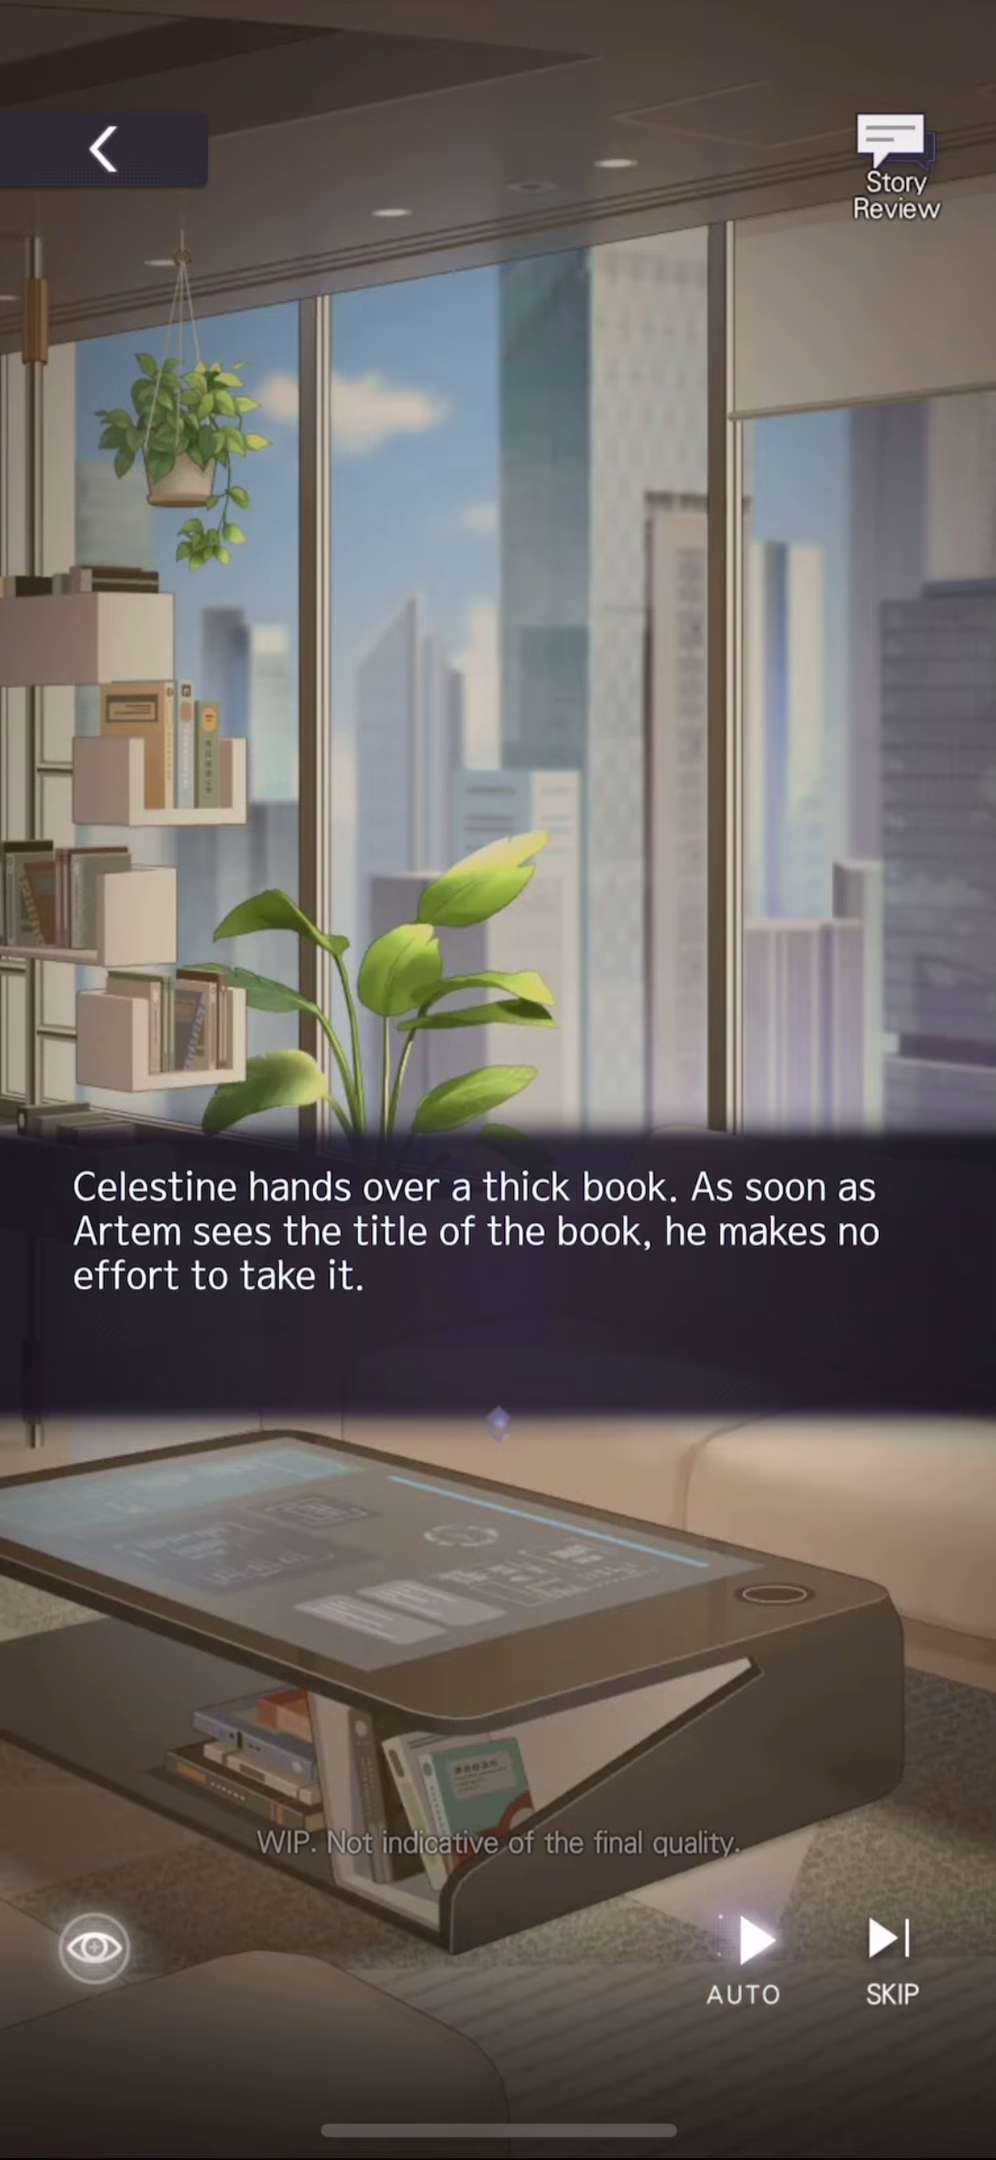 Story
Review
Celestine hands over a thick book. As soon as
Artem sees the title of the book, he makes no
effort to take it.
WIP. Not indicative of the final quality.
AUTO
SKIP